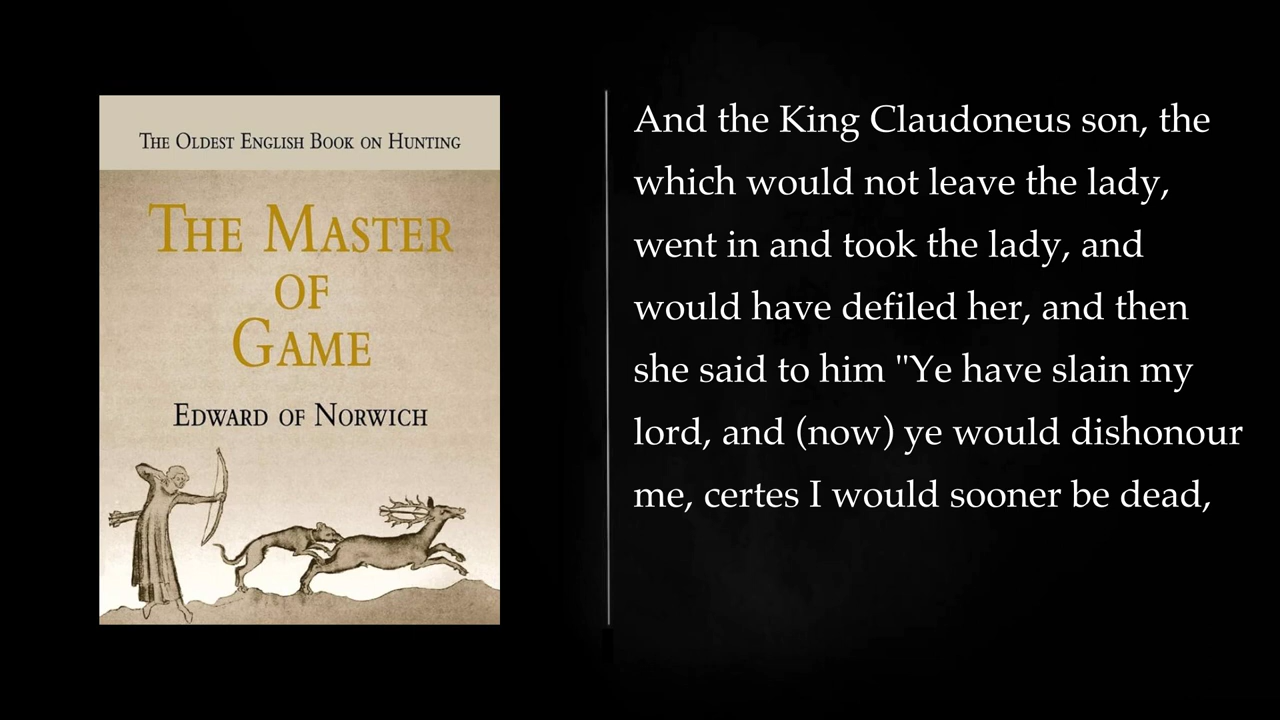 The Oldest English Book on Hunting
The Master
of
Game
Edward of Norwich
And the King Claudoneus son, the
which would not leave the lady,
went in and took the lady, and
would have defiled her, and then
she said to him "Ye have slain my
lord, and (now) ye would dishonour
me, certes I would sooner be dead,